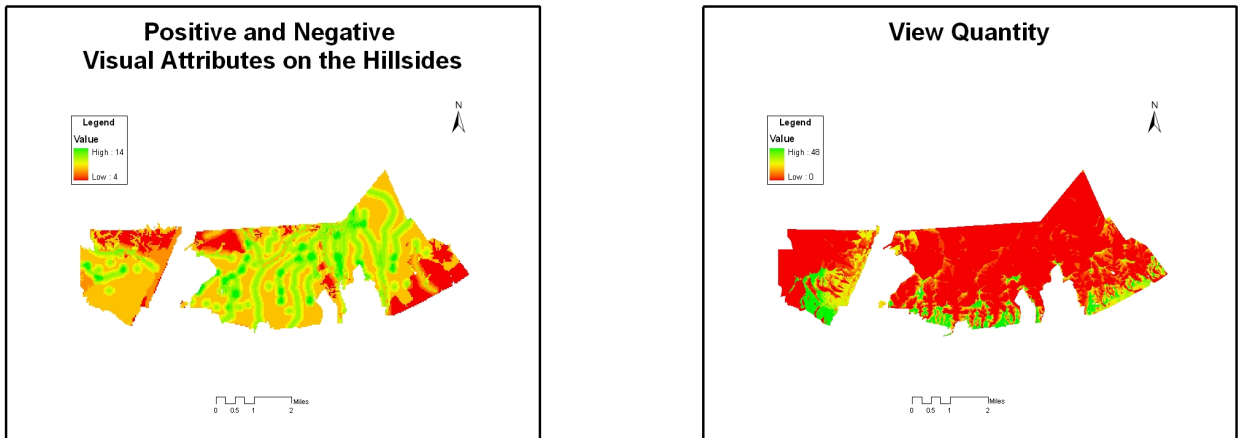 Positive and Negative
Visual Attributes on the Hillsides
N
Legend
Value
High : 14
Low : 4
Miles
0 0.5 1 2
View Quantity
N
Legend
Value
High : 48
Low : 0
Miles
0 0.5 1 2